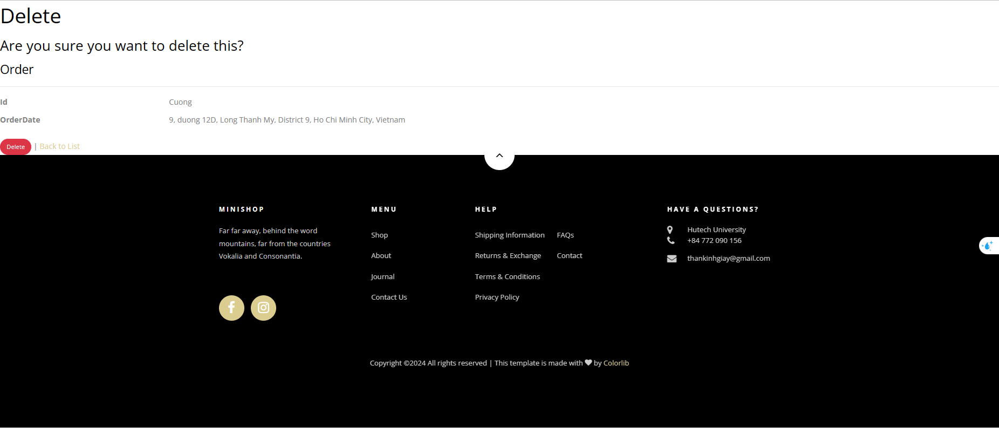 Delete
Are you sure you want to delete this?
Order
Id Cuong
OrderDate 9, duong 12D, Long Thanh My, District 9, Ho Chi Minh City, Vietnam
Delete | Back to List
MINISHOP
Far far away, behind the word
mountains, far from the countries
Vokalia and Consonantia.
MENU
Shop
About
Journal
Contact Us
HELP
Shipping Information
Returns & Exchange
Terms & Conditions
Privacy Policy
FAQs
Contact
HAVE A QUESTIONS?
Hutech University
+84 772 090 156
thankinhgiay@gmail.com
Copyright ©2024 All rights reserved | This template is made with ♥ by Colorlib